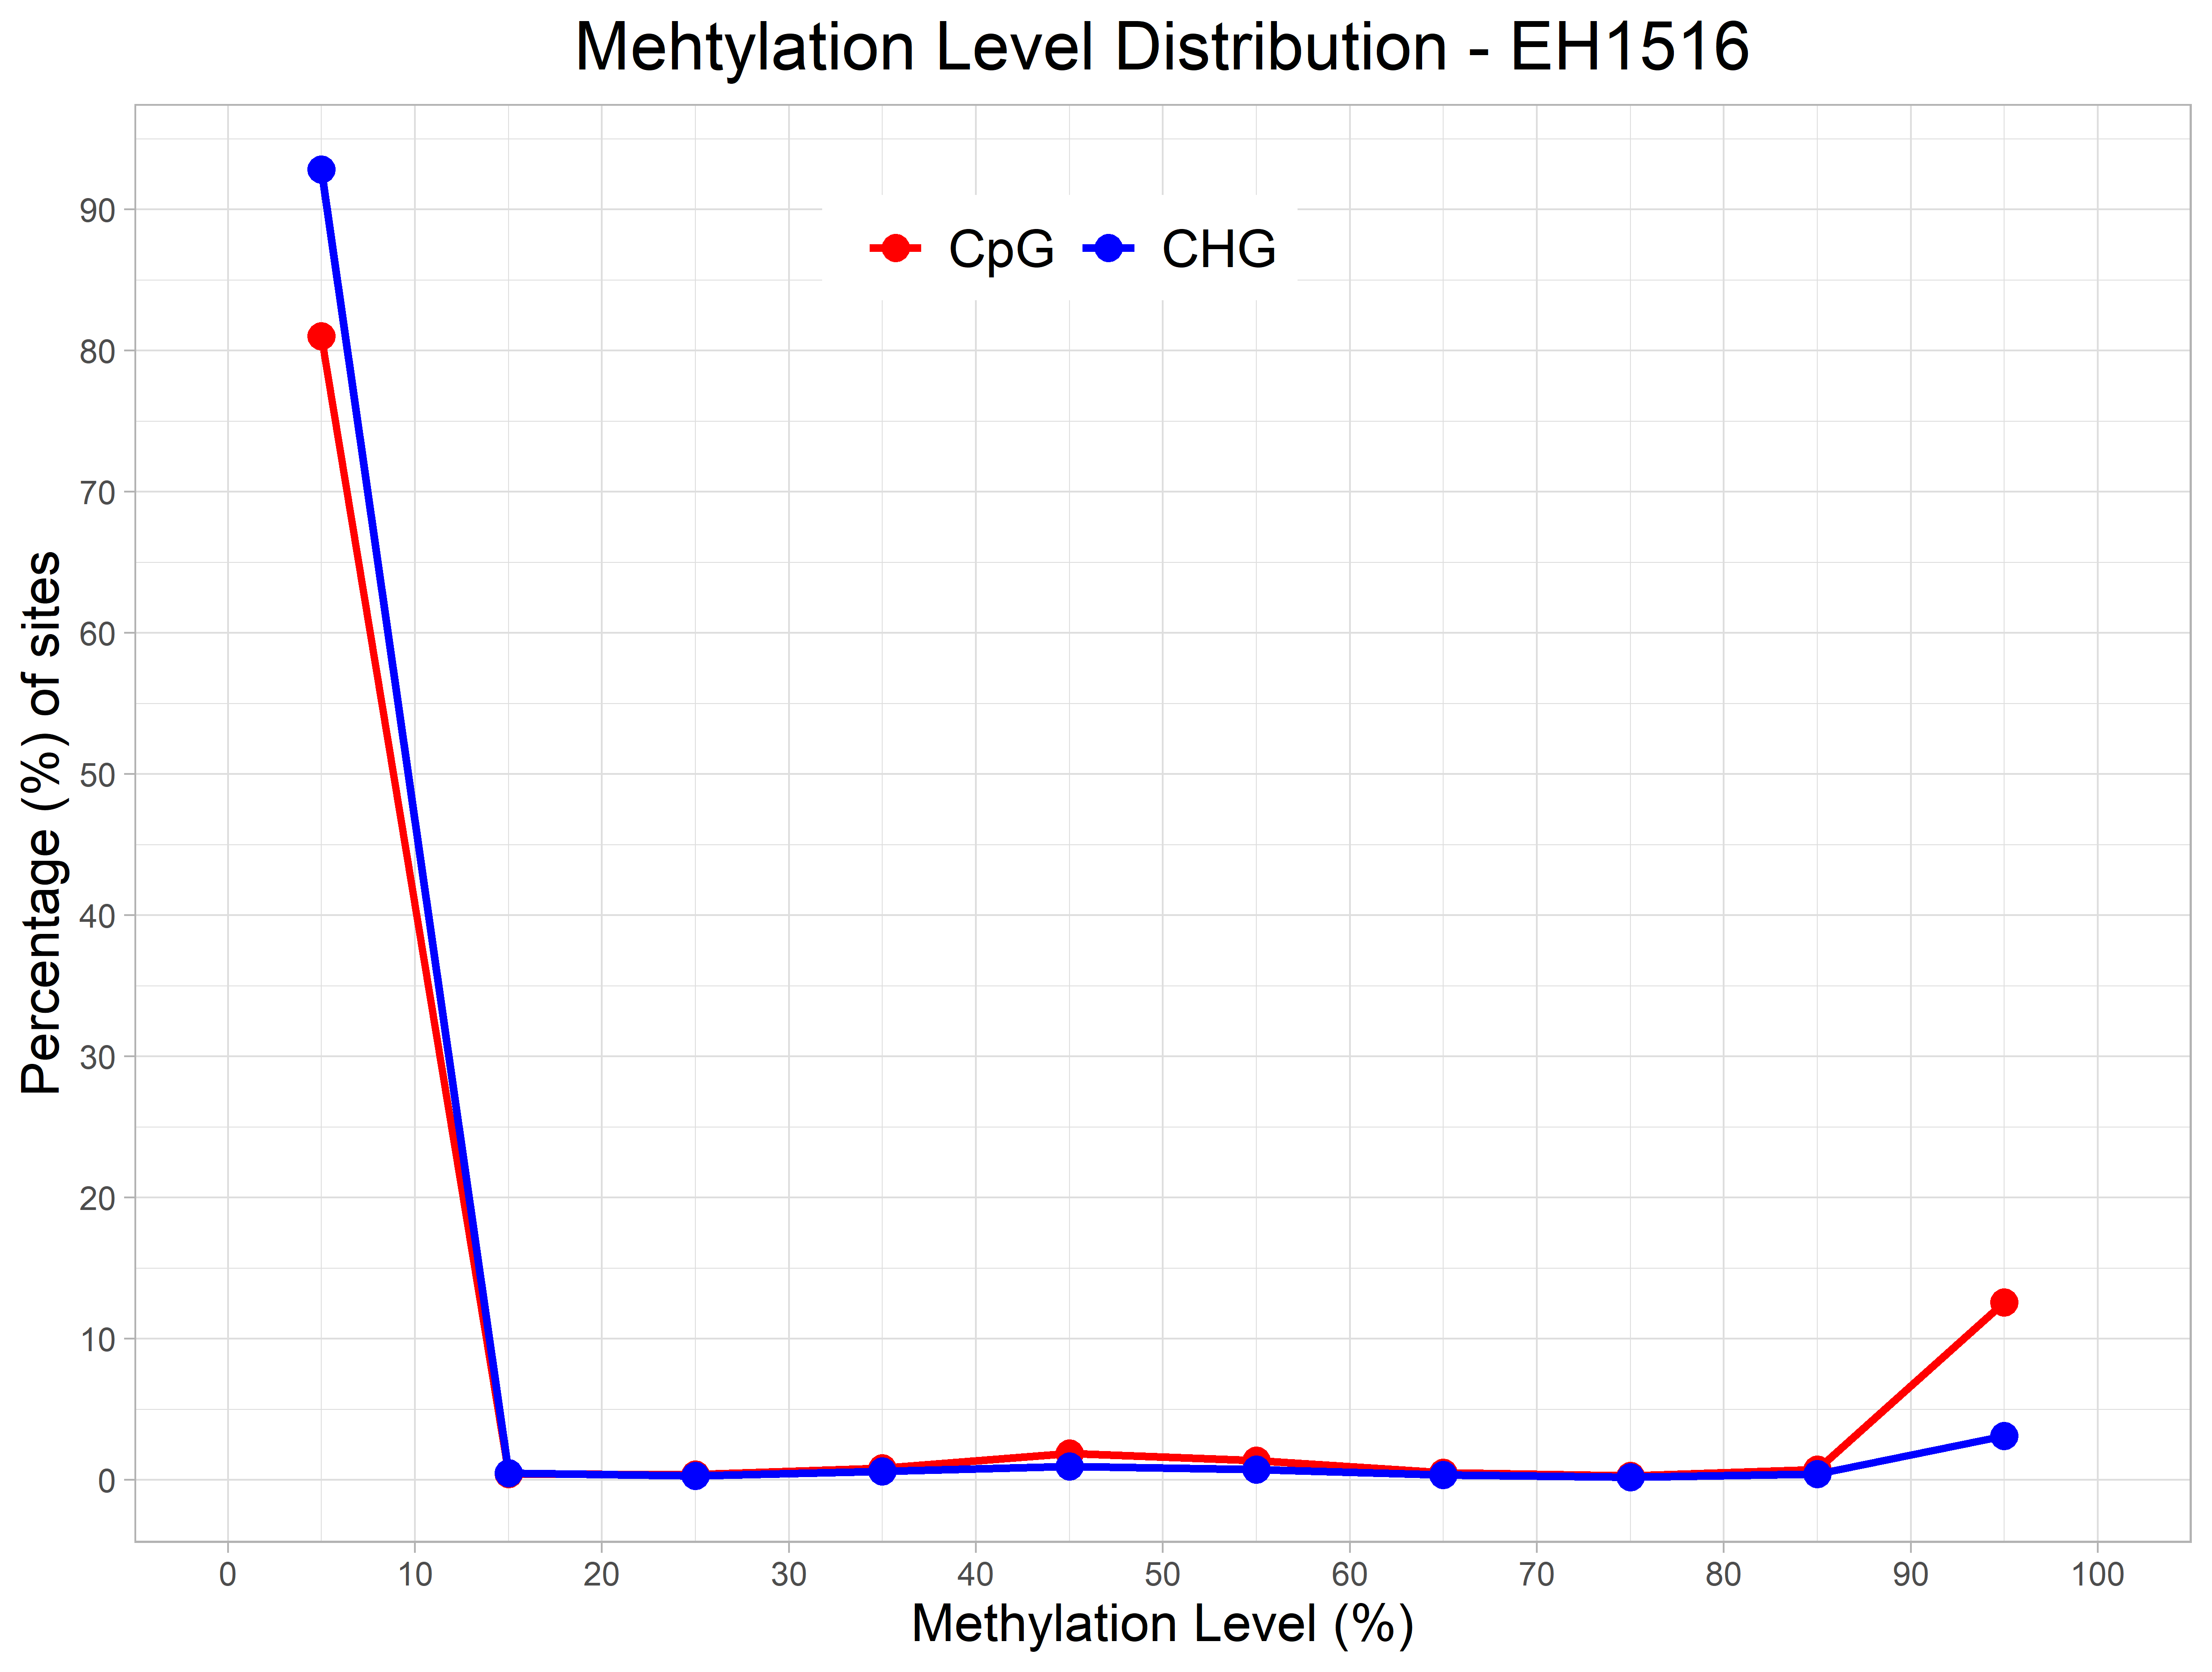 Mehtylation Level Distribution - EH1516
CpG CHG
Percentage (%) of sites
90
80
70
60
50
40
30
20
10
0
0 10 20 30 40 50 60 70 80 90 100
Methylation Level (%)